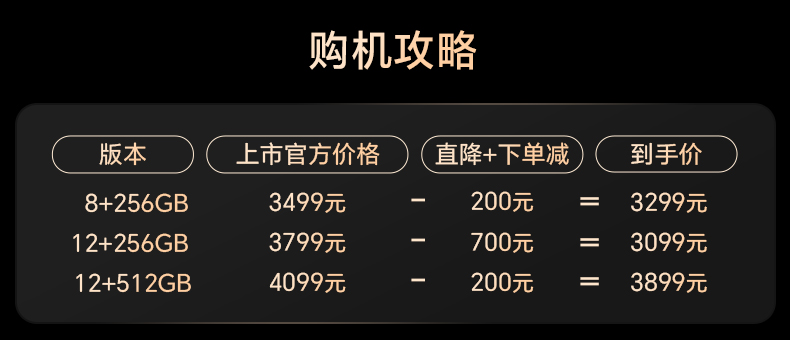 购机攻略
版本 上市官方价格 直降+下单减 到手价
8+256GB 3499元 - 200元 = 3299元
12+256GB 3799元 - 700元 = 3099元
12+512GB 4099元 - 200元 = 3899元